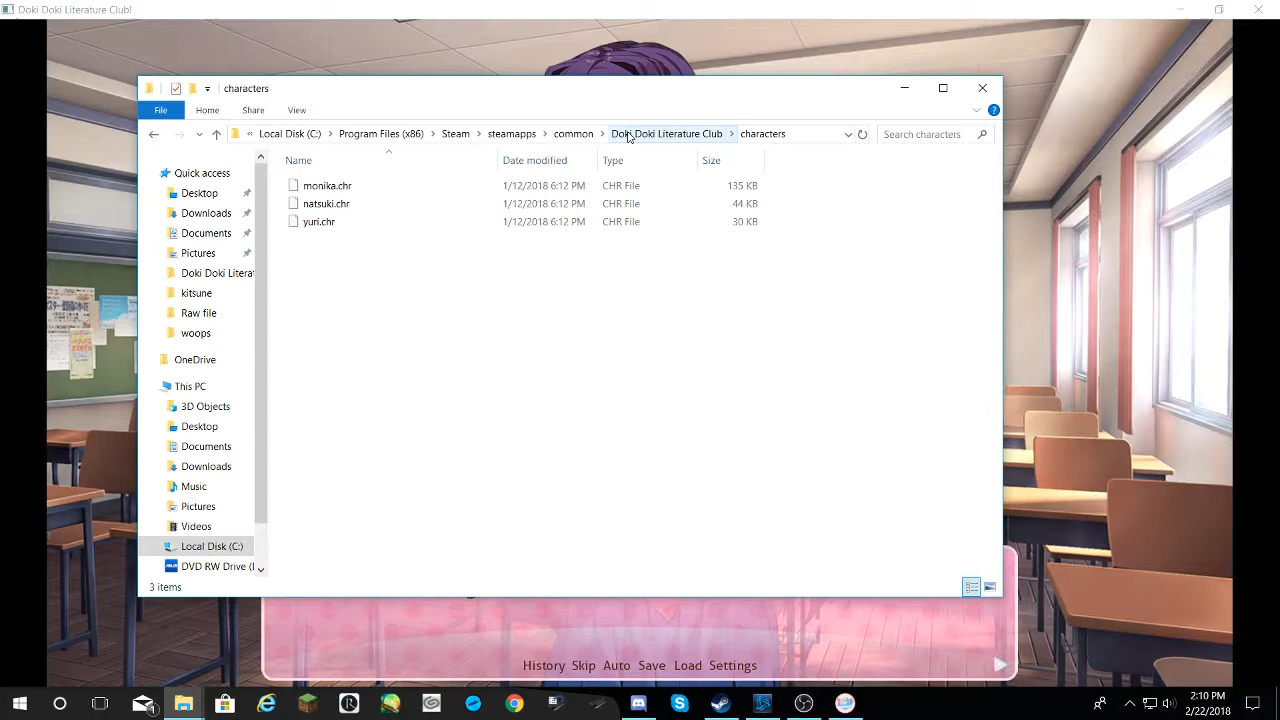 Doki Doki Literature Club!
characters
File Home Share View
« Local Disk (C:) > Program Files (x86) > Steam > steamapps > common > Doki Doki Literature Club > characters
Search characters
Name Date modified Type Size
monika.chr 1/12/2018 6:12 PM CHR File 135 KB
natsuki.chr 1/12/2018 6:12 PM CHR File 44 KB
yuri.chr 1/12/2018 6:12 PM CHR File 30 KB
Quick access
Desktop
Downloads
Documents
Pictures
Doki Doki Literat
kitsune
Raw file
woops
OneDrive
This PC
3D Objects
Desktop
Documents
Downloads
Music
Pictures
Videos
Local Disk (C:)
DVD RW Drive (
3 items
History Skip Auto Save Load Settings
2:10 PM
2/22/2018